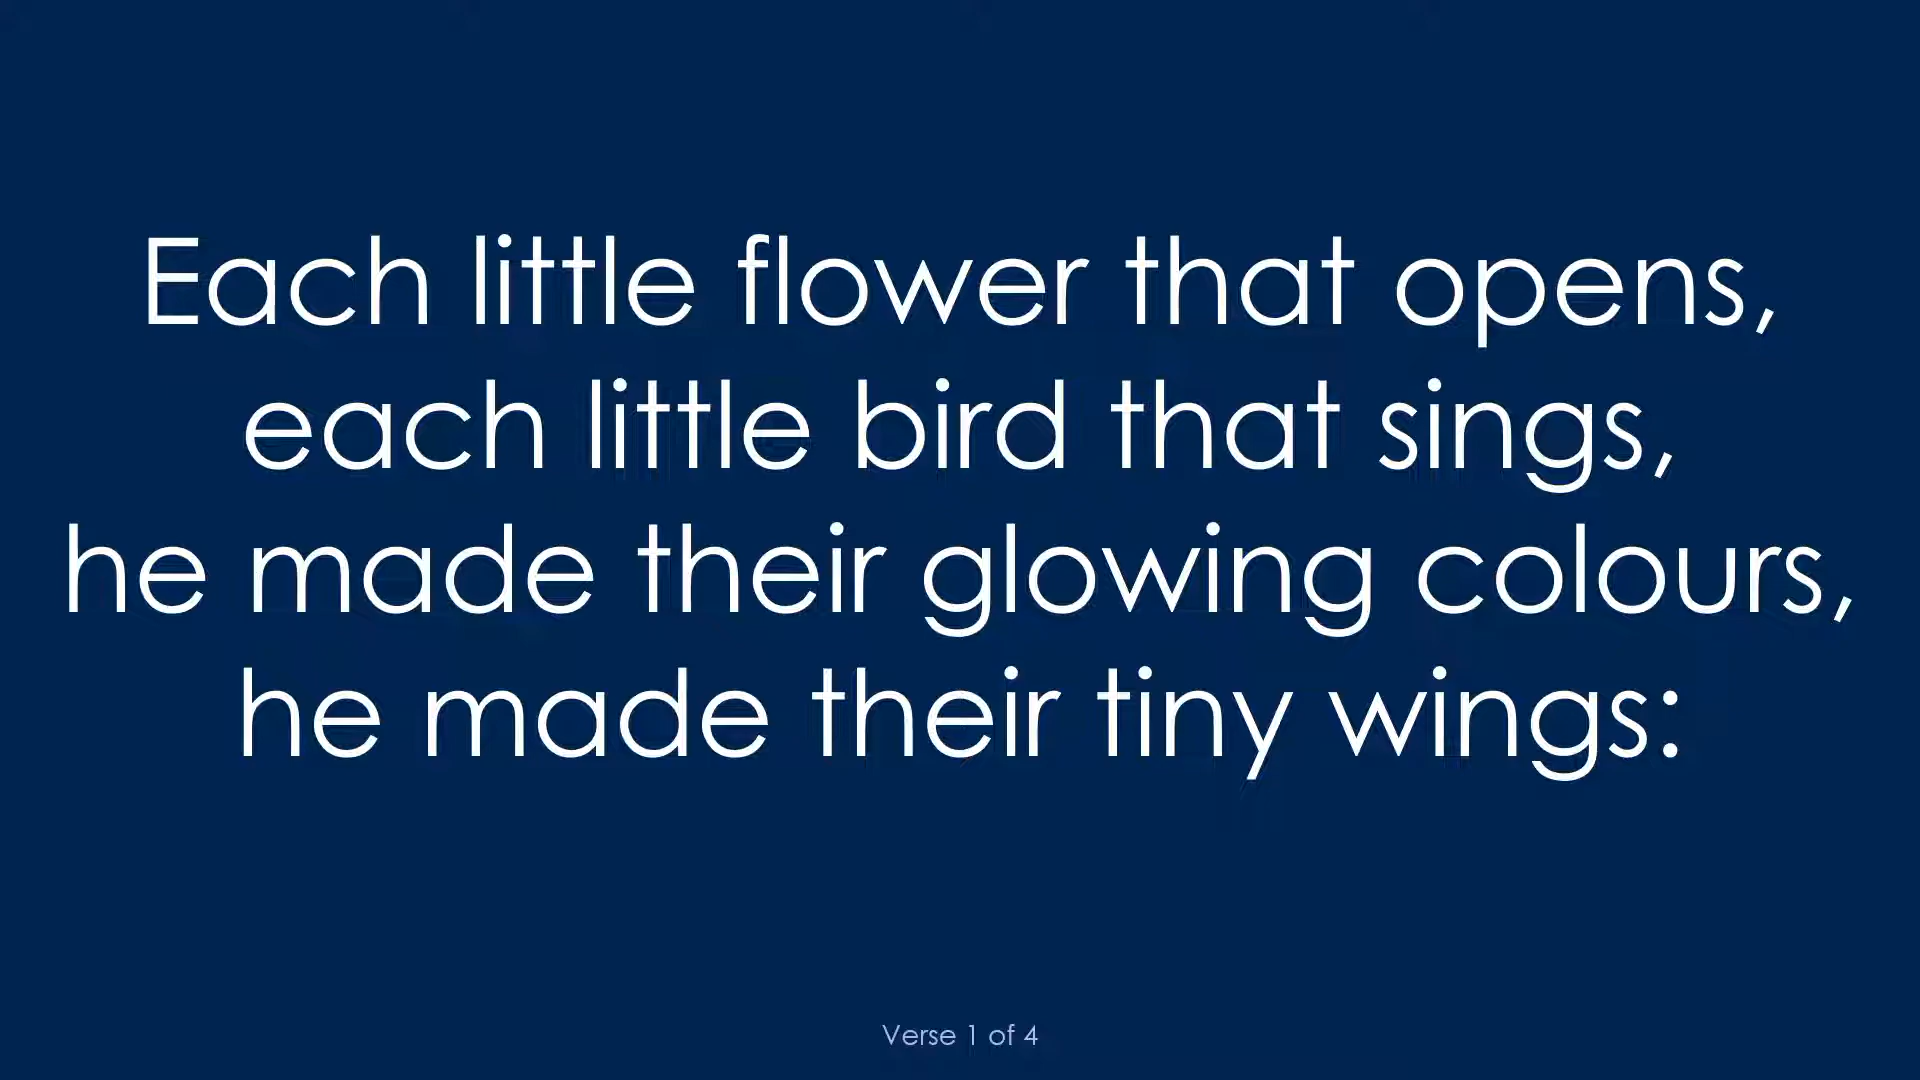 Each little flower that opens,
each little bird that sings,
he made their glowing colours,
he made their tiny wings:
Verse 1 of 4